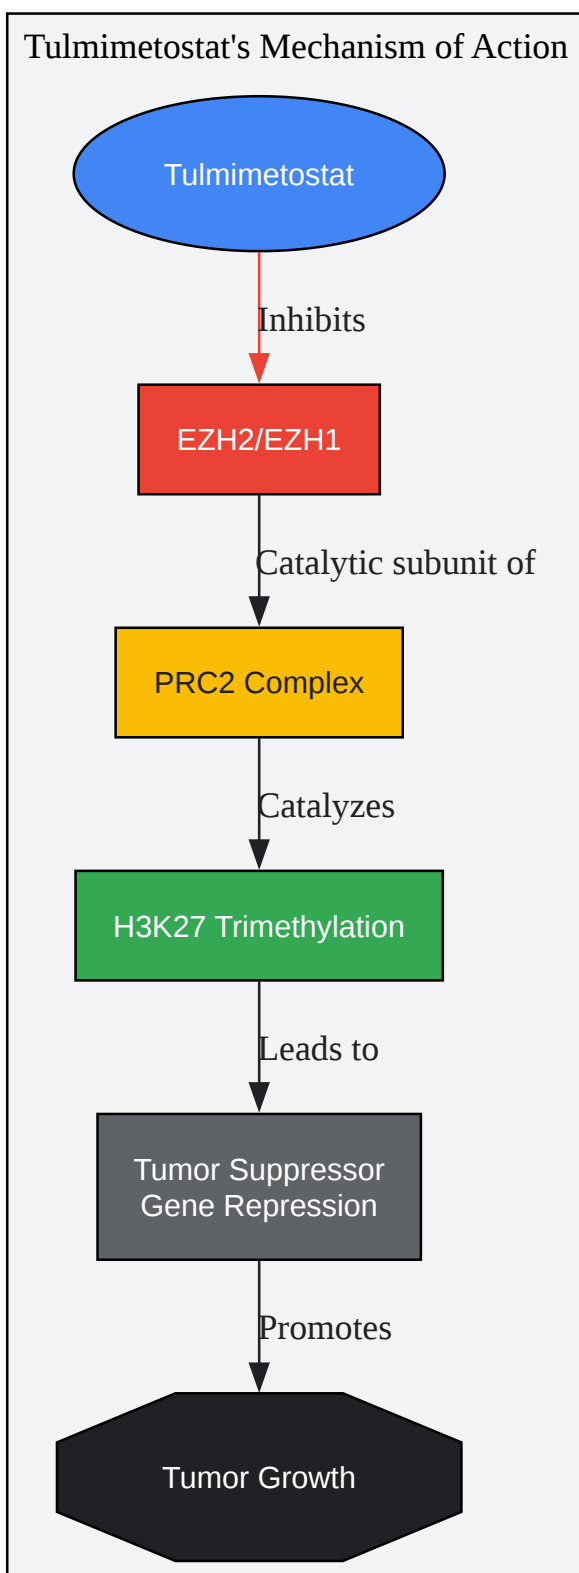 Tulmimetostat's Mechanism of Action
Tulmimetostat
Inhibits
EZH2/EZH1
Catalytic subunit of
PRC2 Complex
Catalyzes
H3K27 Trimethylation
Leads to
Tumor Suppressor
Gene Repression
Promotes
Tumor Growth